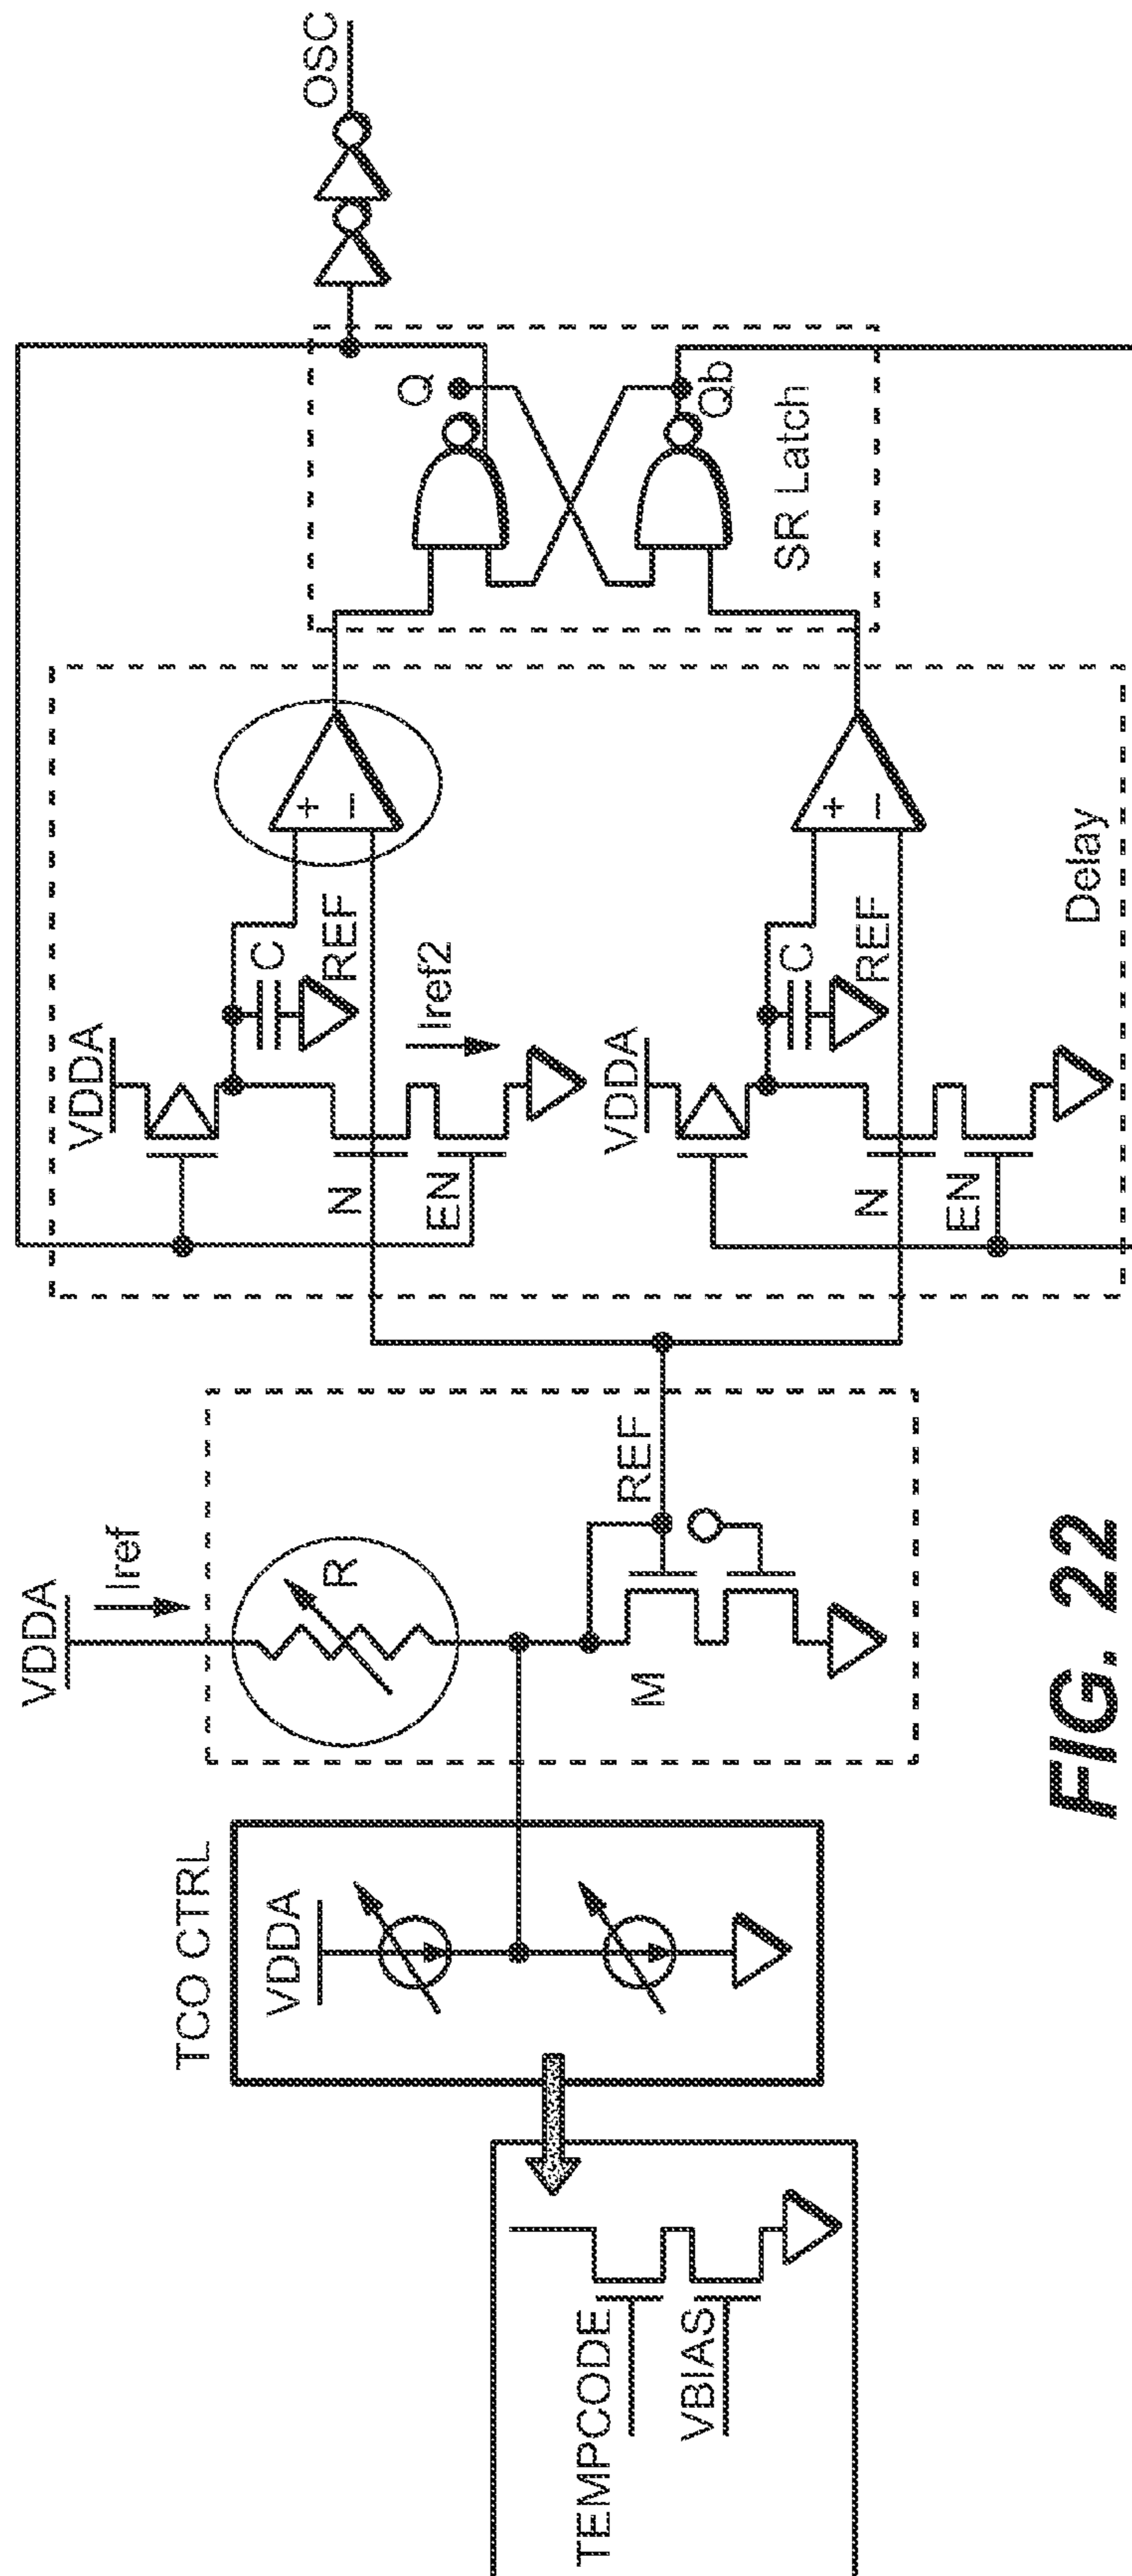 TEMPCODE
VBIAS
TCO CTRL
VDDA
VDDA
Iref
R
M
REF
VDDA
N
EN
C
REF
Iref2
+
−
VDDA
N
EN
C
REF
+
−
Delay
Q
Qb
SR Latch
OSC
FIG. 22